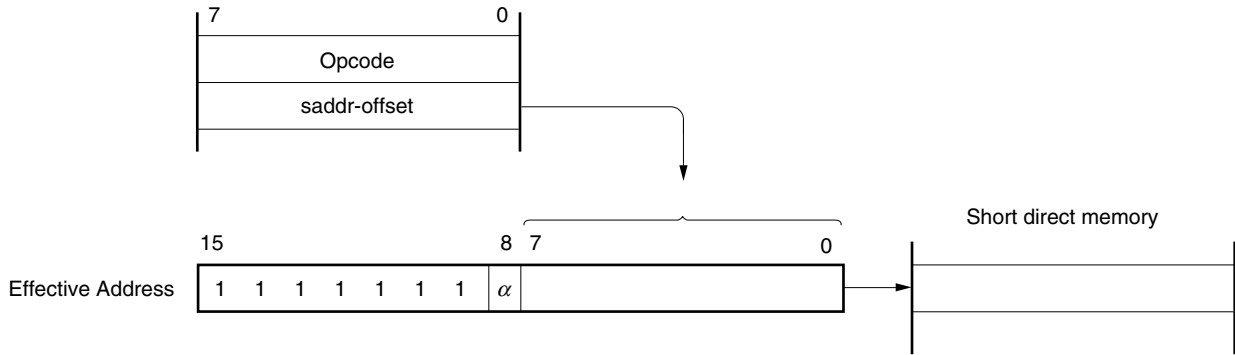 7 0
Opcode
saddr-offset
Short direct memory
15 8 7 0
Effective Address 1 1 1 1 1 1 1 α